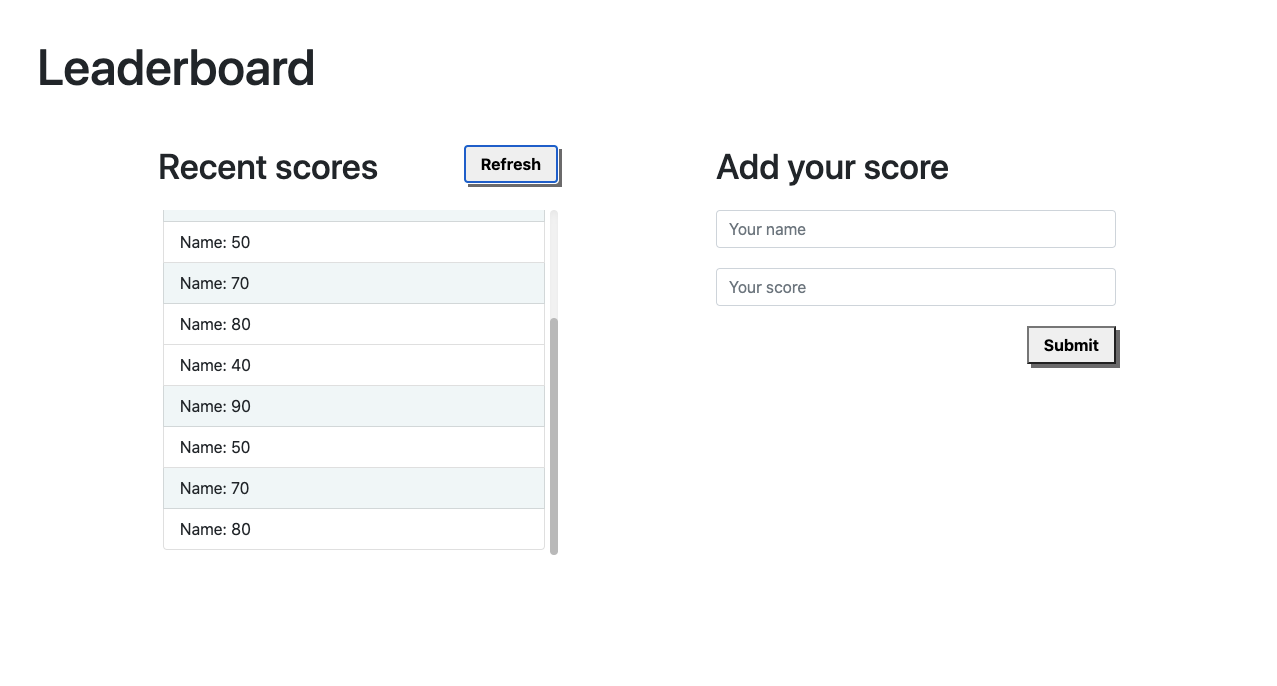 Leaderboard
Recent scores
Refresh
Name: 50
Name: 70
Name: 80
Name: 40
Name: 90
Name: 50
Name: 70
Name: 80
Add your score
Your name
Your score
Submit